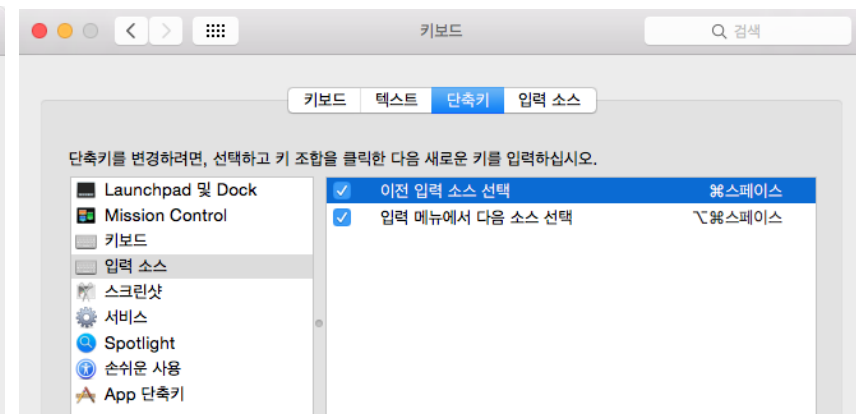 키보드
검색
키보드 텍스트 단축키 입력 소스
단축키를 변경하려면, 선택하고 키 조합을 클릭한 다음 새로운 키를 입력하십시오.
Launchpad 및 Dock
Mission Control
키보드
입력 소스
스크린샷
서비스
Spotlight
손쉬운 사용
App 단축키
이전 입력 소스 선택 ⌘스페이스
입력 메뉴에서 다음 소스 선택 ⌥⌘스페이스